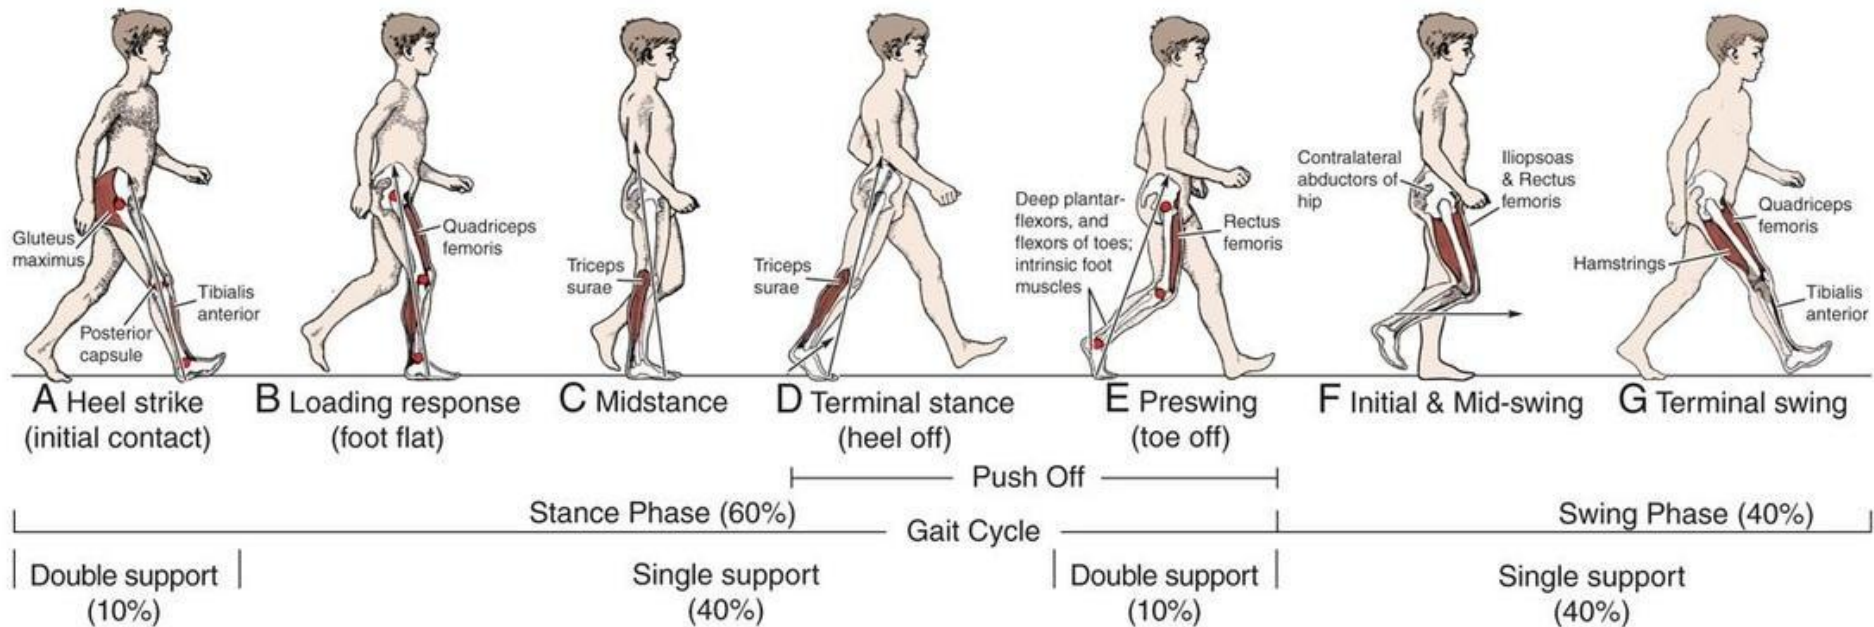 Gluteus
maximus
Posterior
capsule
Tibialis
anterior
Quadriceps
femoris
Triceps
surae
Triceps
surae
Deep plantar-
flexors, and
flexors of toes;
intrinsic foot
muscles
Rectus
femoris
Contralateral
abductors of
hip
Iliopsoas
& Rectus
femoris
Hamstrings
Quadriceps
femoris
Tibialis
anterior
A Heel strike
(initial contact)
B Loading response
(foot flat)
C Midstance
D Terminal stance
(heel off)
E Preswing
(toe off)
F Initial & Mid-swing
G Terminal swing
Push Off
Stance Phase (60%)
Gait Cycle
Swing Phase (40%)
Double support
(10%)
Single support
(40%)
Double support
(10%)
Single support
(40%)